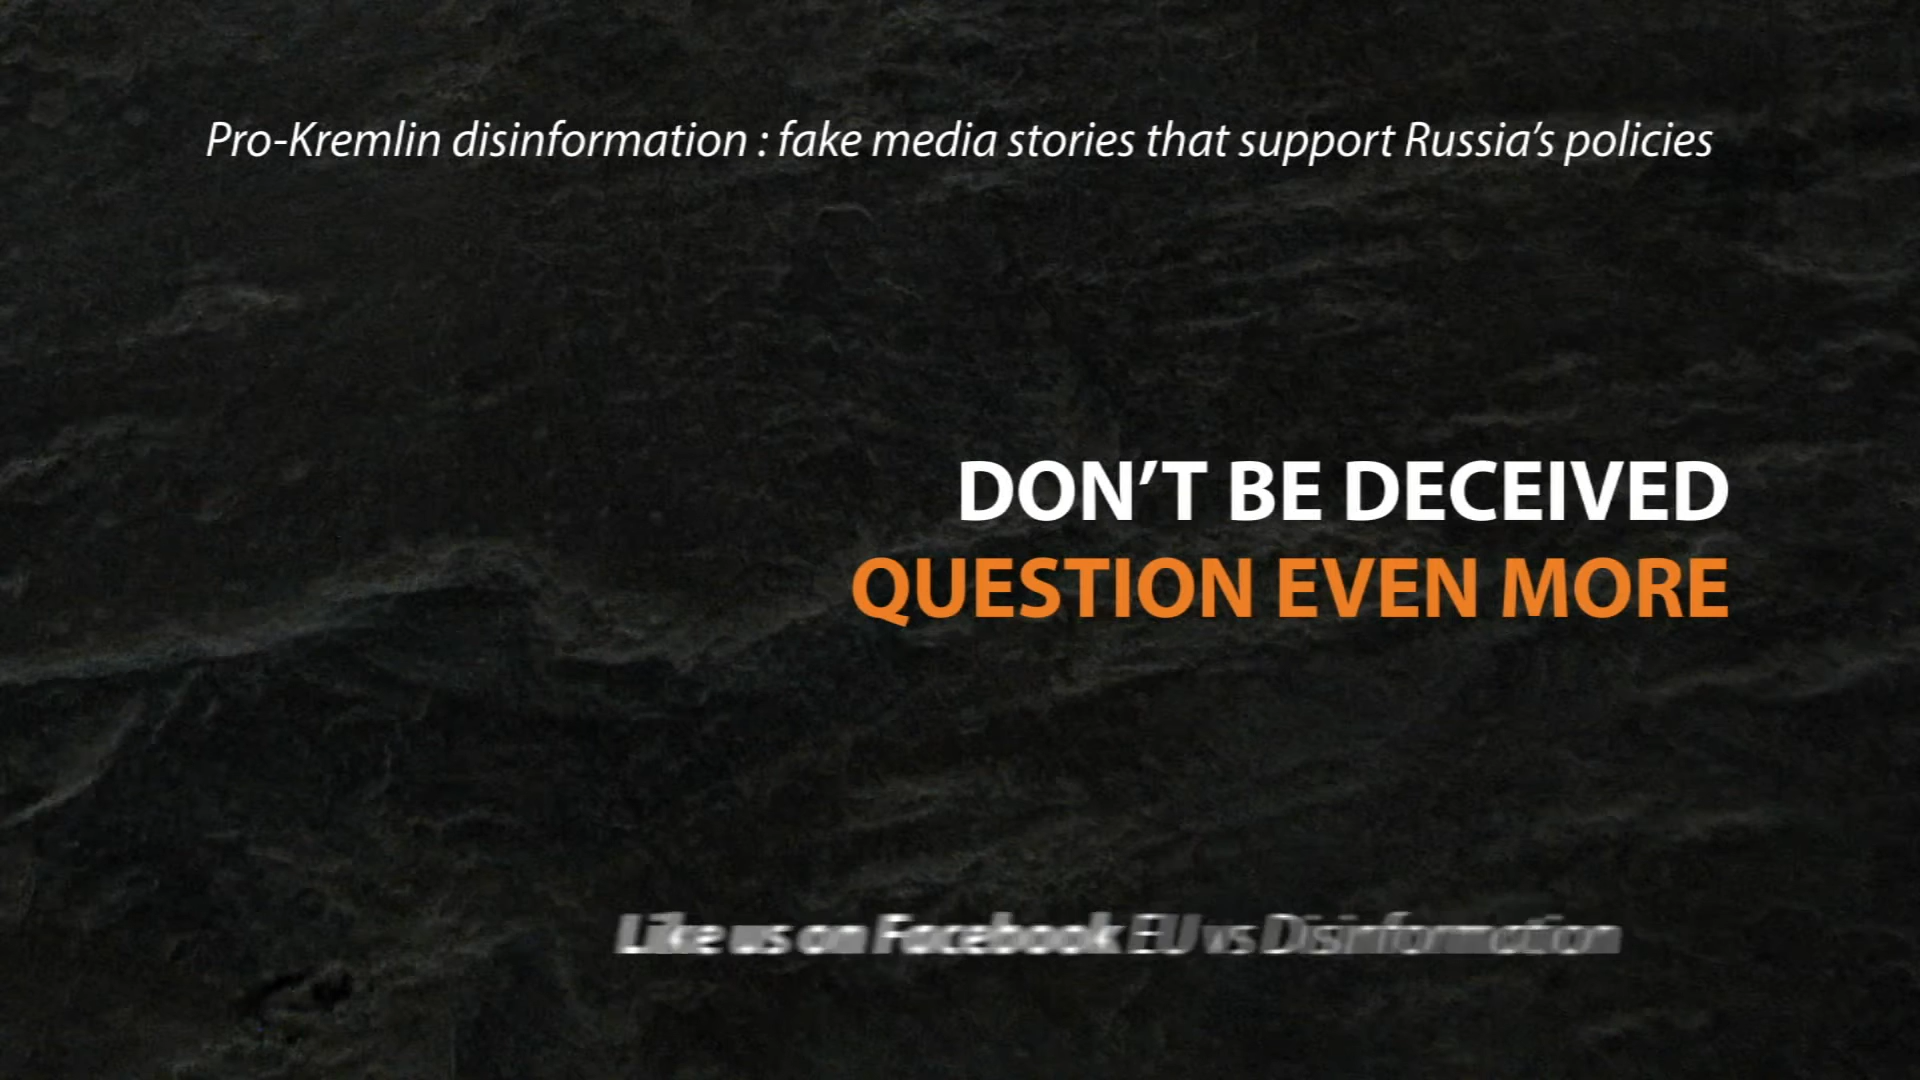 Pro-Kremlin disinformation : fake media stories that support Russia's policies
DON'T BE DECEIVED
QUESTION EVEN MORE
Like us on Facebook EU vs Disinformation